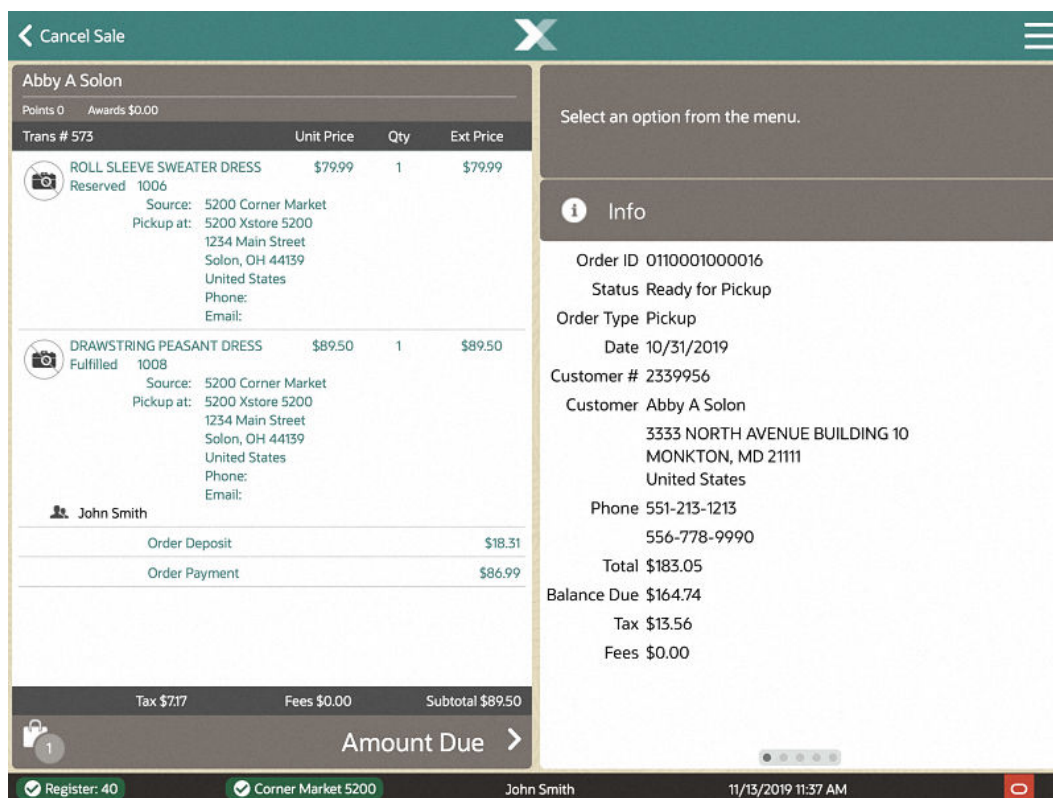 Cancel Sale
Abby A Solon
Points 0 Awards $0.00
Trans # 573 Unit Price Qty Ext Price
ROLL SLEEVE SWEATER DRESS $79.99 1 $79.99
Reserved 1006
Source: 5200 Corner Market
Pickup at: 5200 Xstore 5200
1234 Main Street
Solon, OH 44139
United States
Phone:
Email:
DRAWSTRING PEASANT DRESS $89.50 1 $89.50
Fulfilled 1008
Source: 5200 Corner Market
Pickup at: 5200 Xstore 5200
1234 Main Street
Solon, OH 44139
United States
Phone:
Email:
John Smith
Order Deposit $18.31
Order Payment $86.99
Tax $7.17 Fees $0.00 Subtotal $89.50
1
Amount Due
Select an option from the menu.
Info
Order ID 0110001000016
Status Ready for Pickup
Order Type Pickup
Date 10/31/2019
Customer # 2339956
Customer Abby A Solon
3333 NORTH AVENUE BUILDING 10
MONKTON, MD 21111
United States
Phone 551-213-1213
556-778-9990
Total $183.05
Balance Due $164.74
Tax $13.56
Fees $0.00
Register: 40 Corner Market 5200 John Smith 11/13/2019 11:37 AM